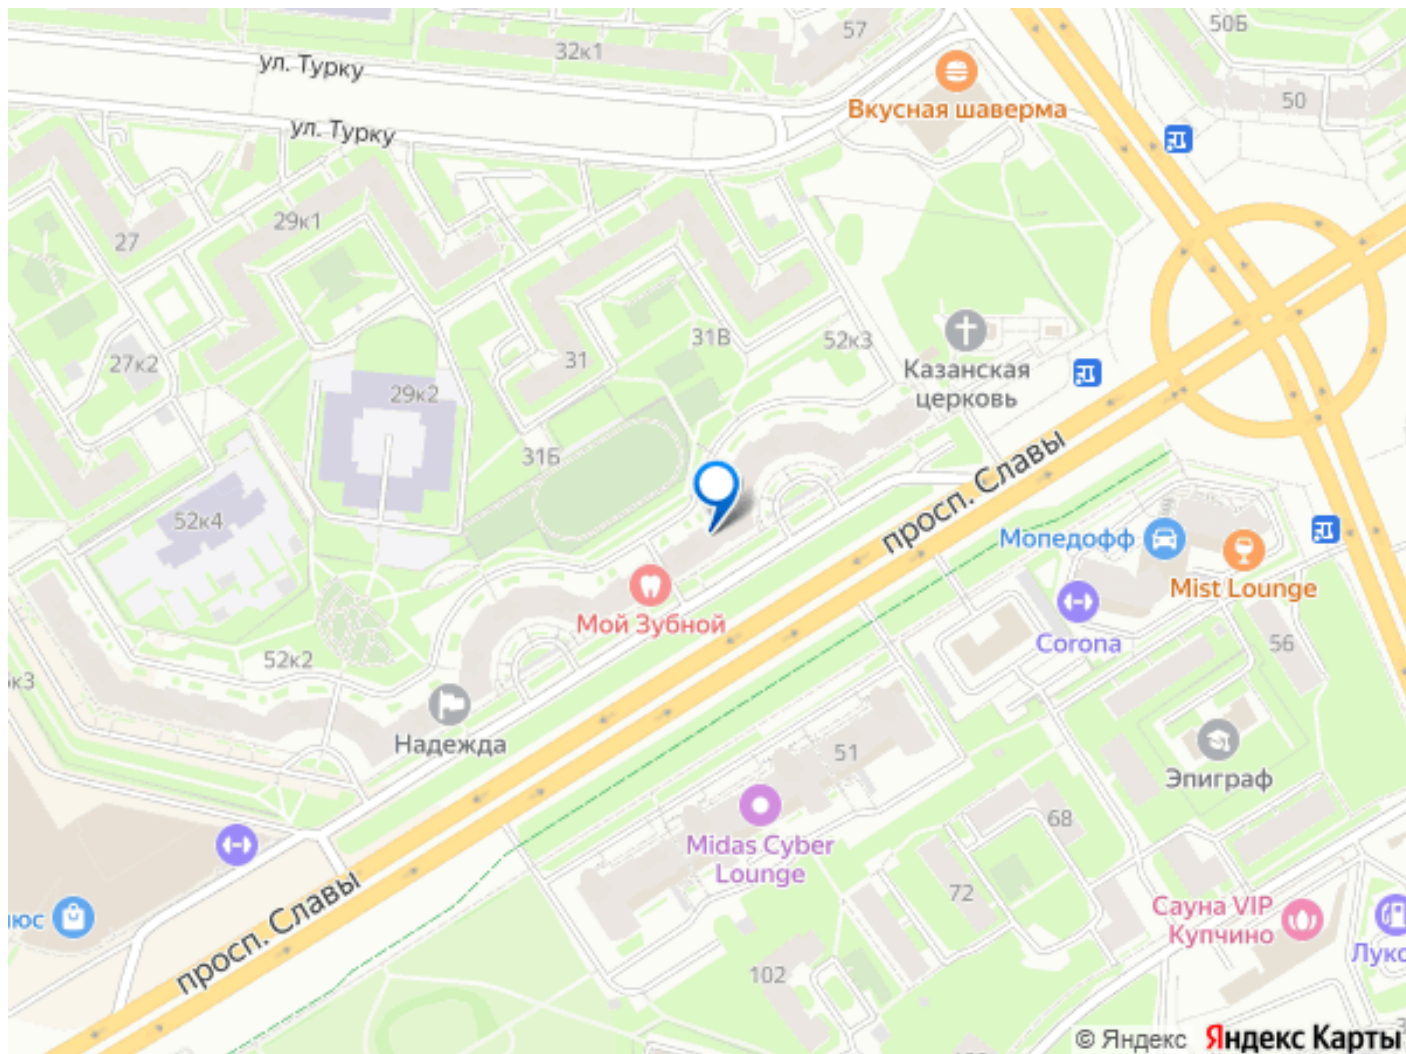 57
50Б
32к1
ул. Турку
50
Вкусная шаверма
ул. Турку
29к1
27
31В
52к3
31
27к2
Казанская
церковь
29к2
31Б
просп. Славы
52к4
Мопедофф
Mist Lounge
Мой Зубной
Corona
56
52к2
к3
Надежда
51
Эпиграф
68
Midas Cyber
Lounge
72
просп. Славы
Сауна VIP
Купчино
люс
Луко
102
© Яндекс Яндекс Карты